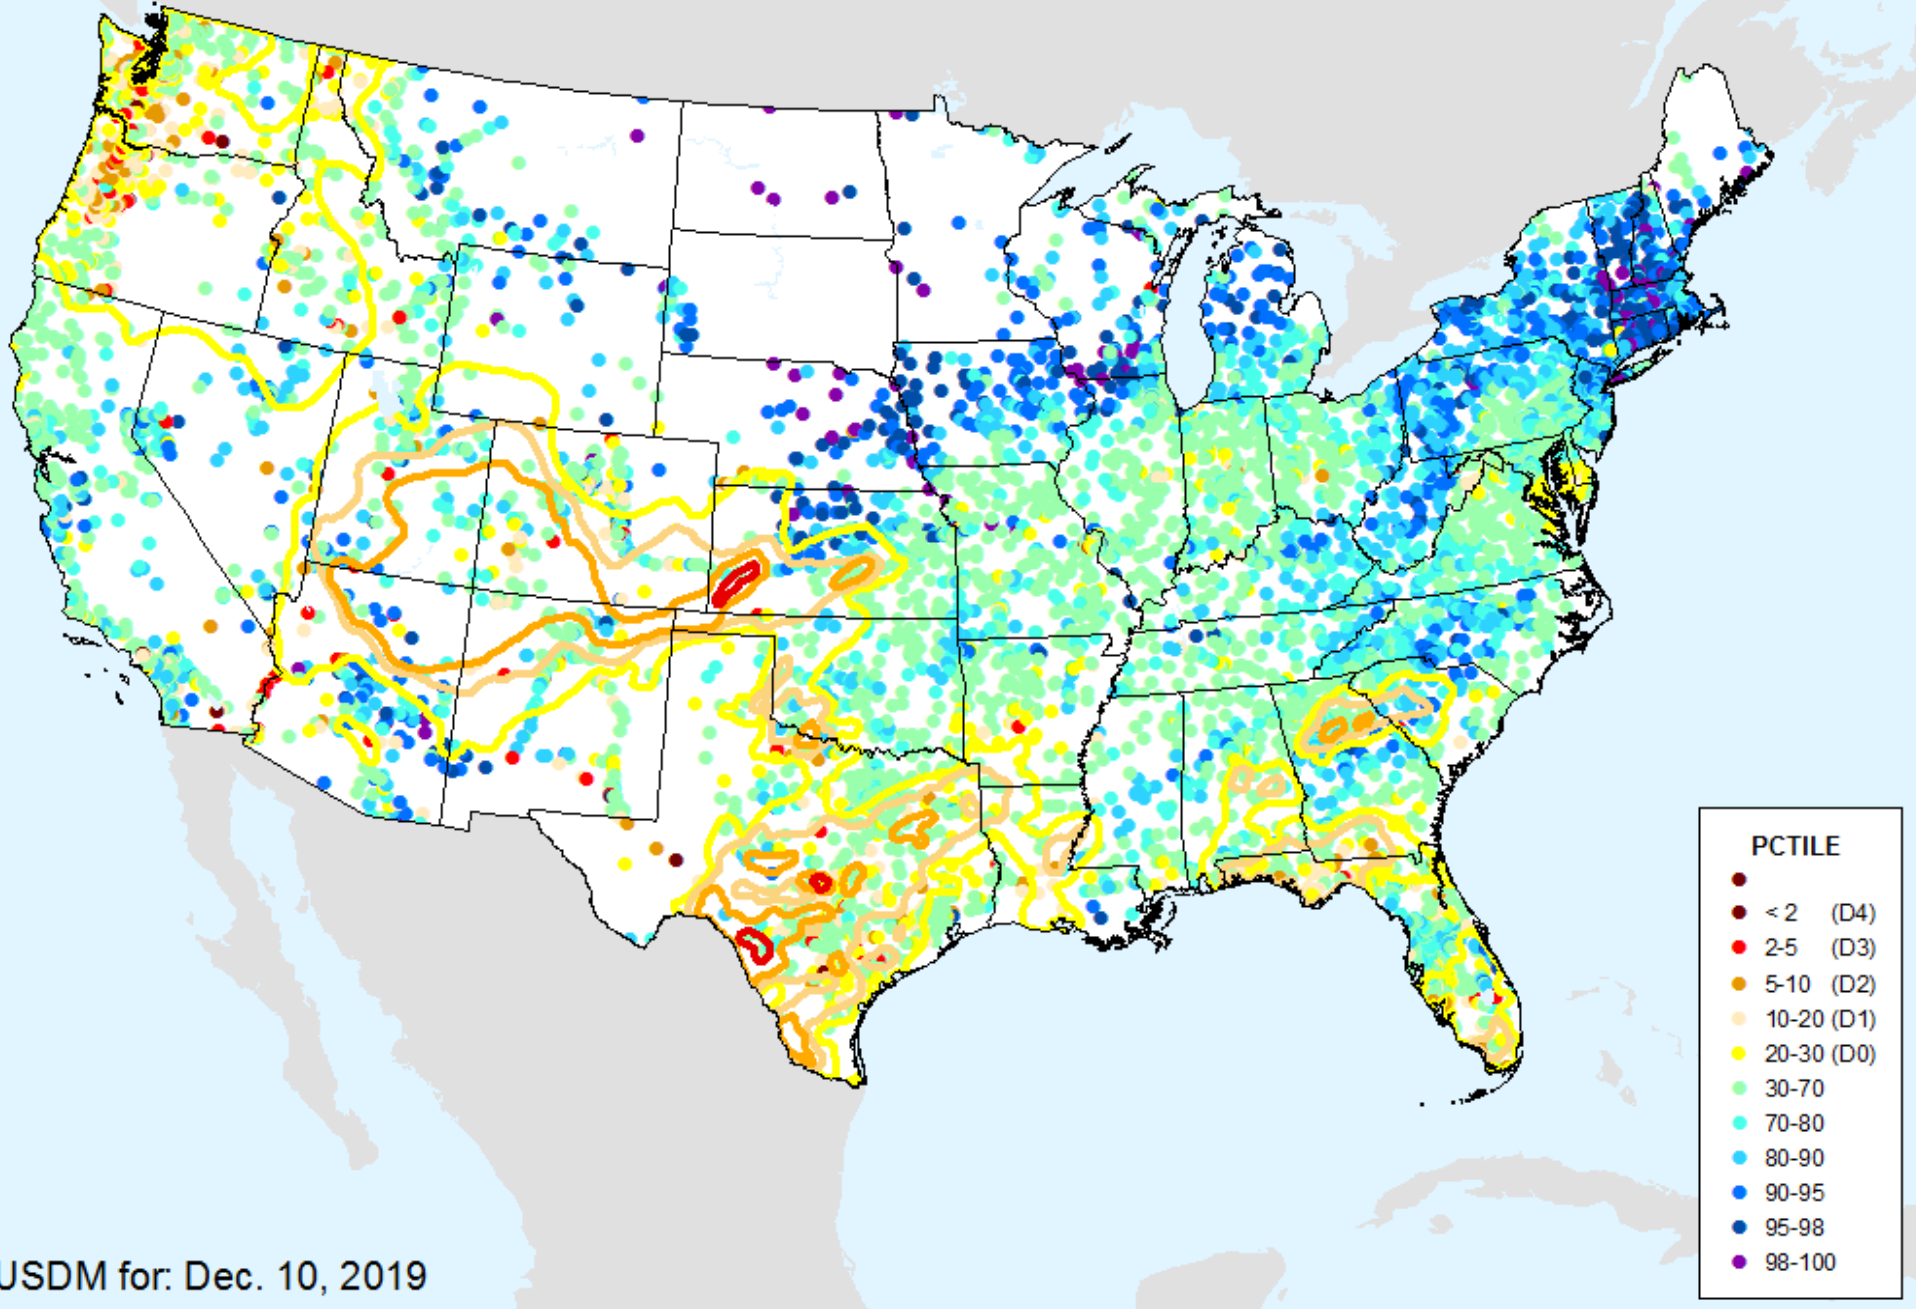 PCTILE
< 2 (D4)
2-5 (D3)
5-10 (D2)
10-20 (D1)
20-30 (D0)
30-70
70-80
80-90
90-95
95-98
98-100
USDM for: Dec. 10, 2019